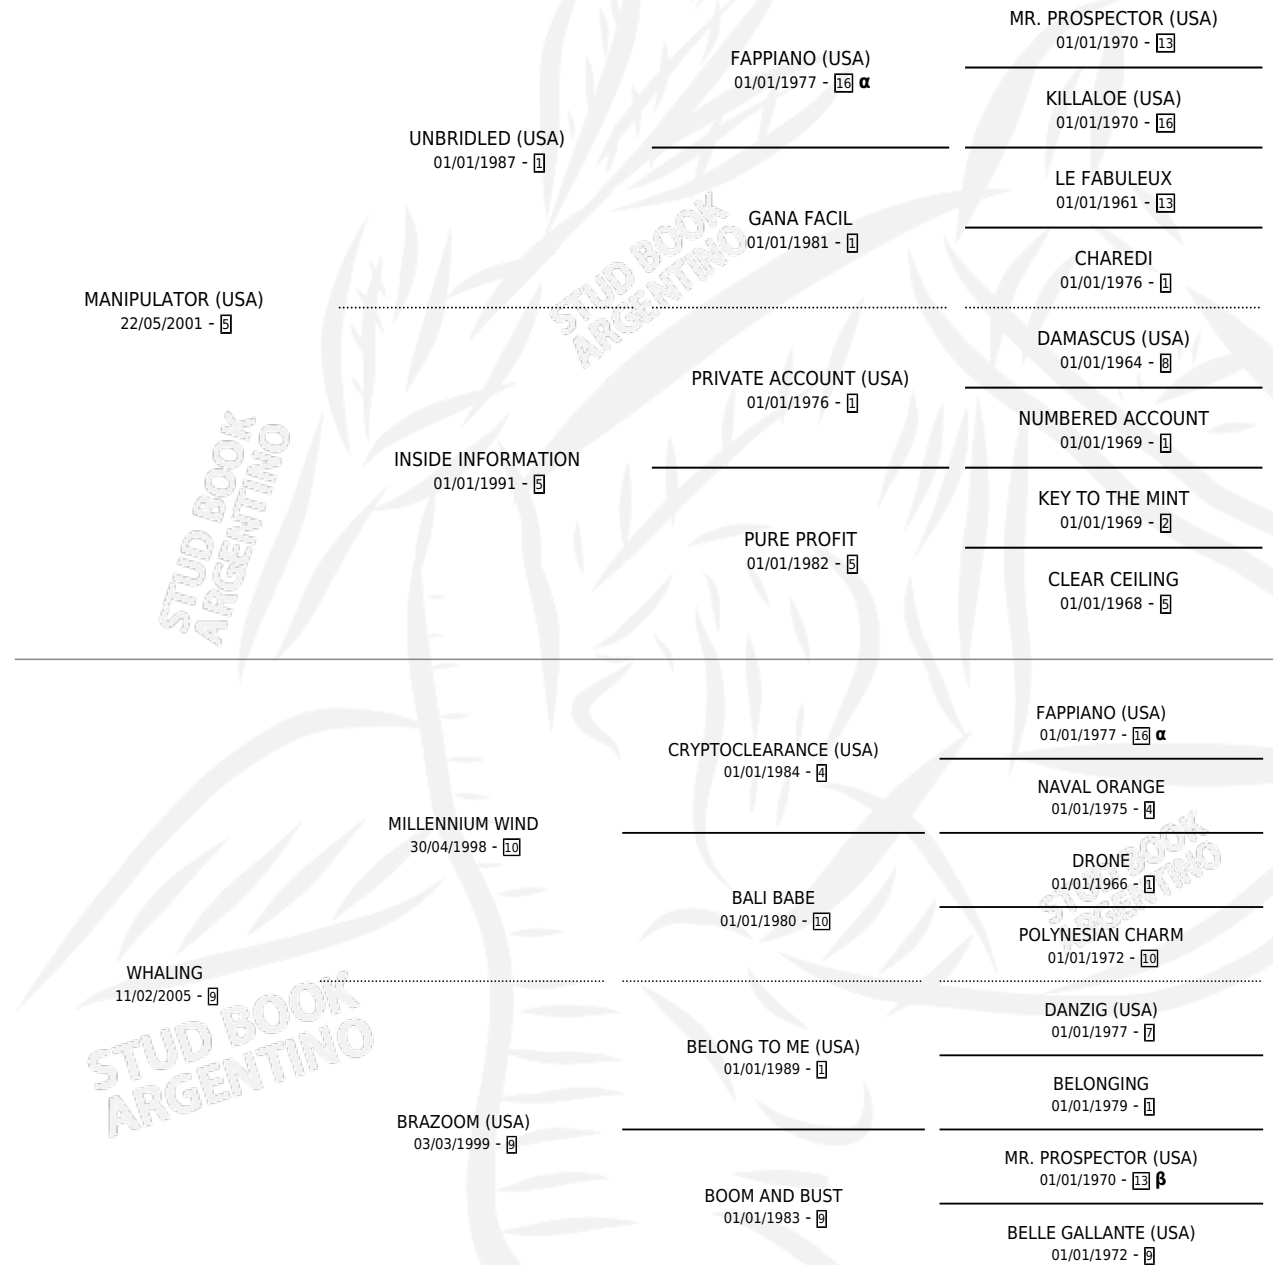 MR. PROSPECTOR (USA)
01/01/1970 - 13
FAPPIANO (USA)
01/01/1977 - 16 α
KILLALOE (USA)
01/01/1970 - 16
UNBRIDLED (USA)
01/01/1987 - 1
LE FABULEUX
01/01/1961 - 13
GANA FACIL
01/01/1981 - 1
CHAREDI
01/01/1976 - 1
MANIPULATOR (USA)
22/05/2001 - 5
DAMASCUS (USA)
01/01/1964 - 8
PRIVATE ACCOUNT (USA)
01/01/1976 - 1
NUMBERED ACCOUNT
01/01/1969 - 1
INSIDE INFORMATION
01/01/1991 - 5
KEY TO THE MINT
01/01/1969 - 2
PURE PROFIT
01/01/1982 - 5
CLEAR CEILING
01/01/1968 - 5
FAPPIANO (USA)
01/01/1977 - 16 α
CRYPTOCLEARANCE (USA)
01/01/1984 - 4
NAVAL ORANGE
01/01/1975 - 4
MILLENNIUM WIND
30/04/1998 - 10
DRONE
01/01/1966 - 1
BALI BABE
01/01/1980 - 10
POLYNESIAN CHARM
01/01/1972 - 10
WHALING
11/02/2005 - 9
DANZIG (USA)
01/01/1977 - 7
BELONG TO ME (USA)
01/01/1989 - 1
BELONGING
01/01/1979 - 1
BRAZOOM (USA)
03/03/1999 - 9
MR. PROSPECTOR (USA)
01/01/1970 - 13 β
BOOM AND BUST
01/01/1983 - 9
BELLE GALLANTE (USA)
01/01/1972 - 9
STUD BOOK
ARGENTINO
STUD BOOK
ARGENTINO
STUD BOOK
ARGENTINO
STUD BOOK
ARGENTINO